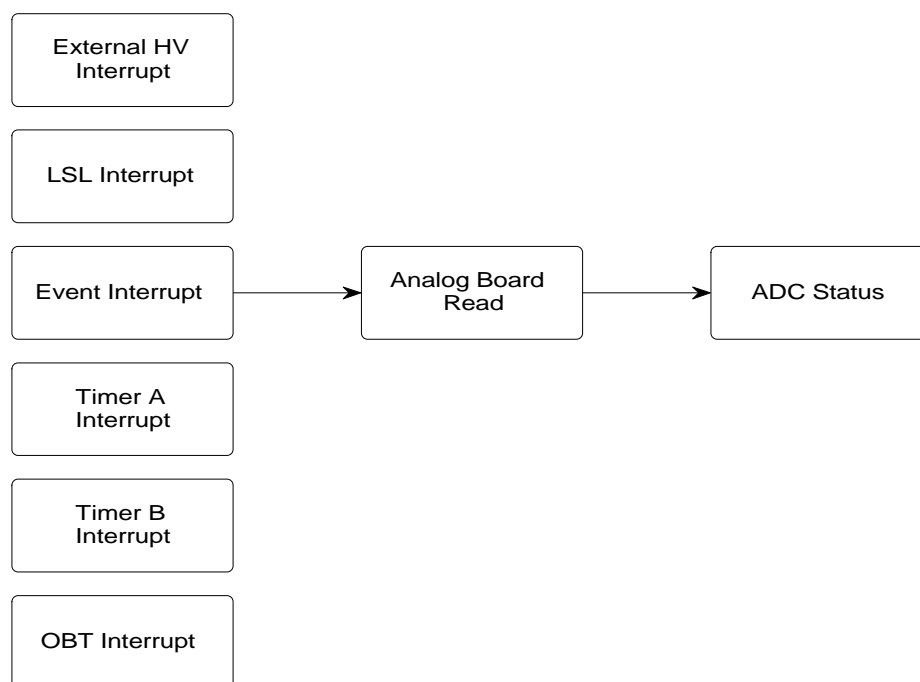 External HV
Interrupt
LSL Interrupt
Event Interrupt
Analog Board
Read
ADC Status
Timer A
Interrupt
Timer B
Interrupt
OBT Interrupt